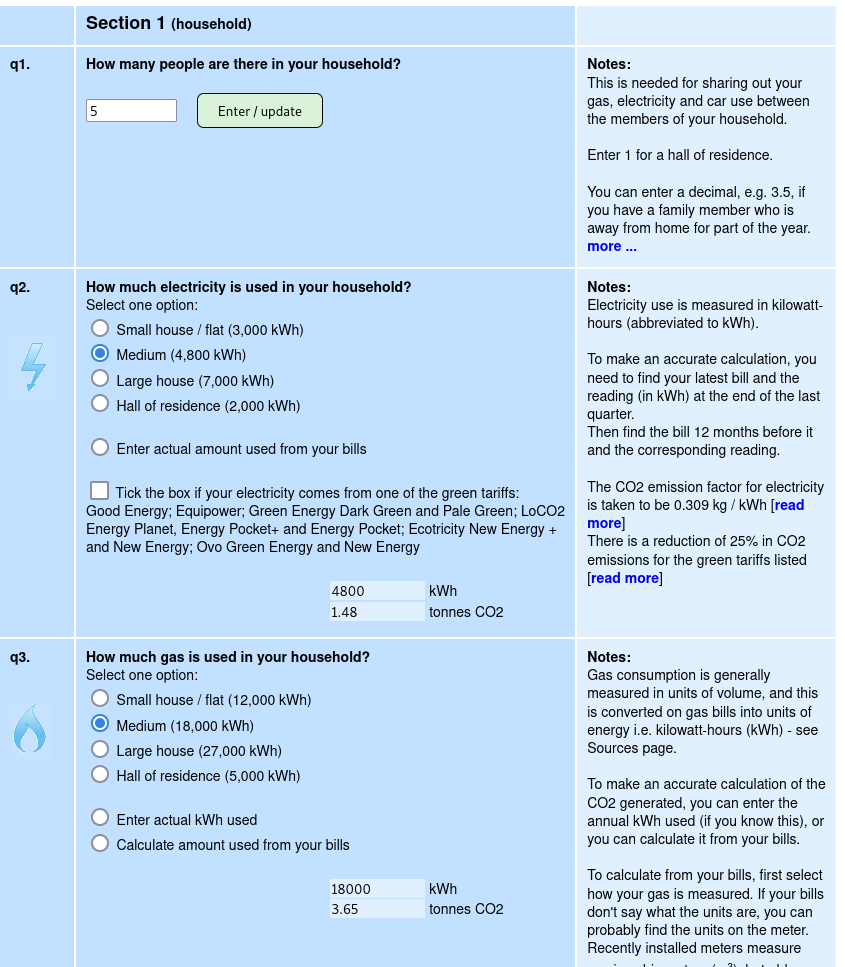 Section 1 (household)
q1.
How many people are there in your household?
5
Enter / update
Notes:
This is needed for sharing out your
gas, electricity and car use between
the members of your household.
Enter 1 for a hall of residence.
You can enter a decimal, e.g. 3.5, if
you have a family member who is
away from home for part of the year.
more ...
q2.
How much electricity is used in your household?
Select one option:
Small house / flat (3,000 kWh)
Medium (4,800 kWh)
Large house (7,000 kWh)
Hall of residence (2,000 kWh)
Enter actual amount used from your bills
Tick the box if your electricity comes from one of the green tariffs:
Good Energy; Equipower; Green Energy Dark Green and Pale Green; LoCO2
Energy Planet, Energy Pocket+ and Energy Pocket; Ecotricity New Energy +
and New Energy; Ovo Green Energy and New Energy
4800 kWh
1.48 tonnes CO2
Notes:
Electricity use is measured in kilowatt-
hours (abbreviated to kWh).
To make an accurate calculation, you
need to find your latest bill and the
reading (in kWh) at the end of the last
quarter.
Then find the bill 12 months before it
and the corresponding reading.
The CO2 emission factor for electricity
is taken to be 0.309 kg / kWh [read
more]
There is a reduction of 25% in CO2
emissions for the green tariffs listed
[read more]
q3.
How much gas is used in your household?
Select one option:
Small house / flat (12,000 kWh)
Medium (18,000 kWh)
Large house (27,000 kWh)
Hall of residence (5,000 kWh)
Enter actual kWh used
Calculate amount used from your bills
18000 kWh
3.65 tonnes CO2
Notes:
Gas consumption is generally
measured in units of volume, and this
is converted on gas bills into units of
energy i.e. kilowatt-hours (kWh) - see
Sources page.
To make an accurate calculation of the
CO2 generated, you can enter the
annual kWh used (if you know this), or
you can calculate it from your bills.
To calculate from your bills, first select
how your gas is measured. If your bills
don't say what the units are, you can
probably find the units on the meter.
Recently installed meters measure